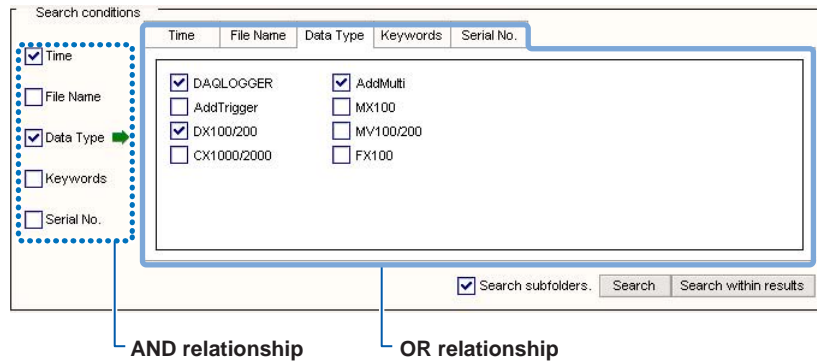 Search conditions
Time File Name Data Type Keywords Serial No.
Time
File Name
Data Type
Keywords
Serial No.
DAQLOGGER AddMulti
AddTrigger MX100
DX100/200 MV100/200
CX1000/2000 FX100
Search subfolders. Search Search within results
AND relationship OR relationship